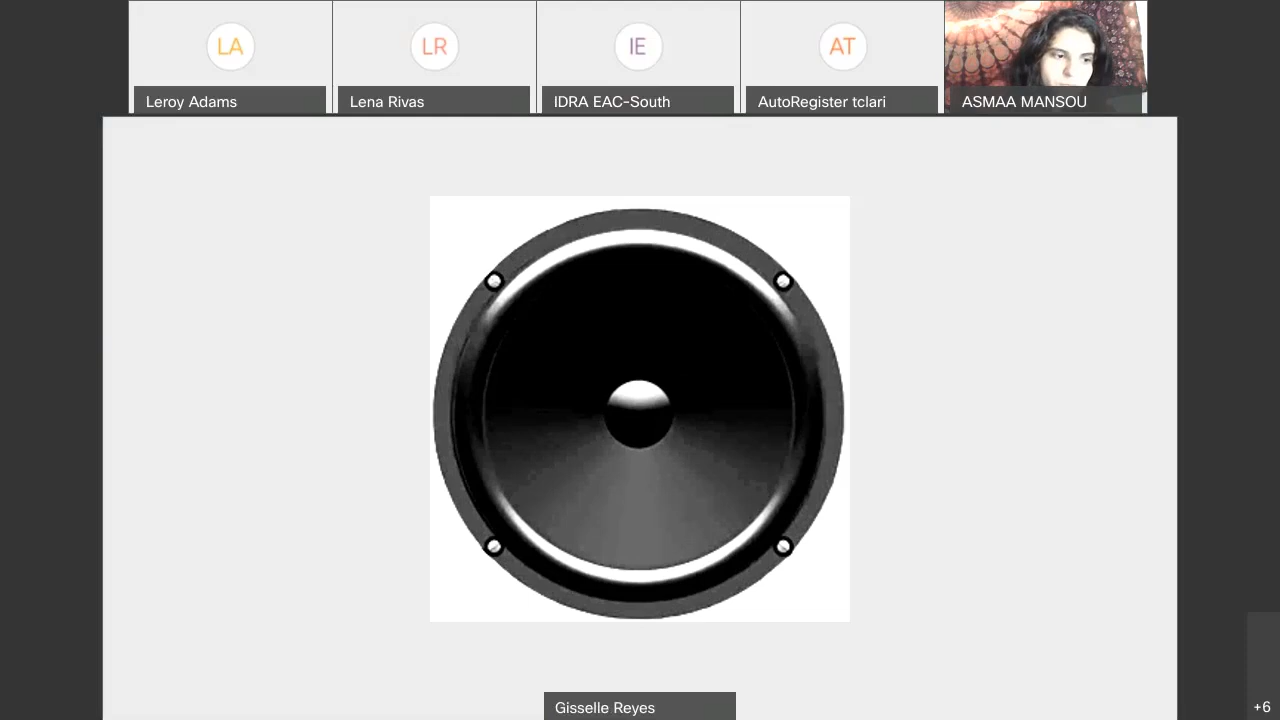 LA
LR
IE
AT
Leroy Adams
Lena Rivas
IDRA EAC-South
AutoRegister tclari
ASMAA MANSOU
Gisselle Reyes
+6